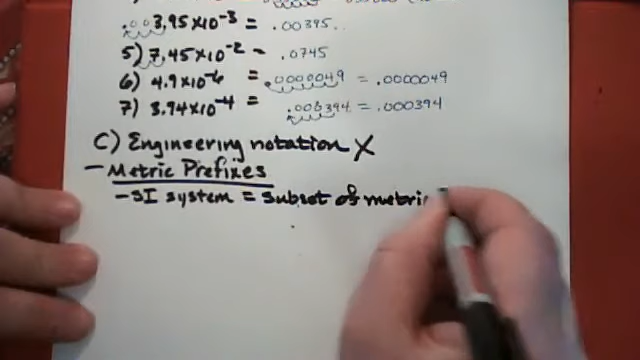 .003.95×10⁻³ = .00395..
5) 7.45×10⁻² = .0745
6) 4.9×10⁻⁶ = .0000049 = .0000049
7) 3.94×10⁻⁴ = .000394 = .000394
C) Engineering notation X
- Metric Prefixes
- SI system = Subset of metric